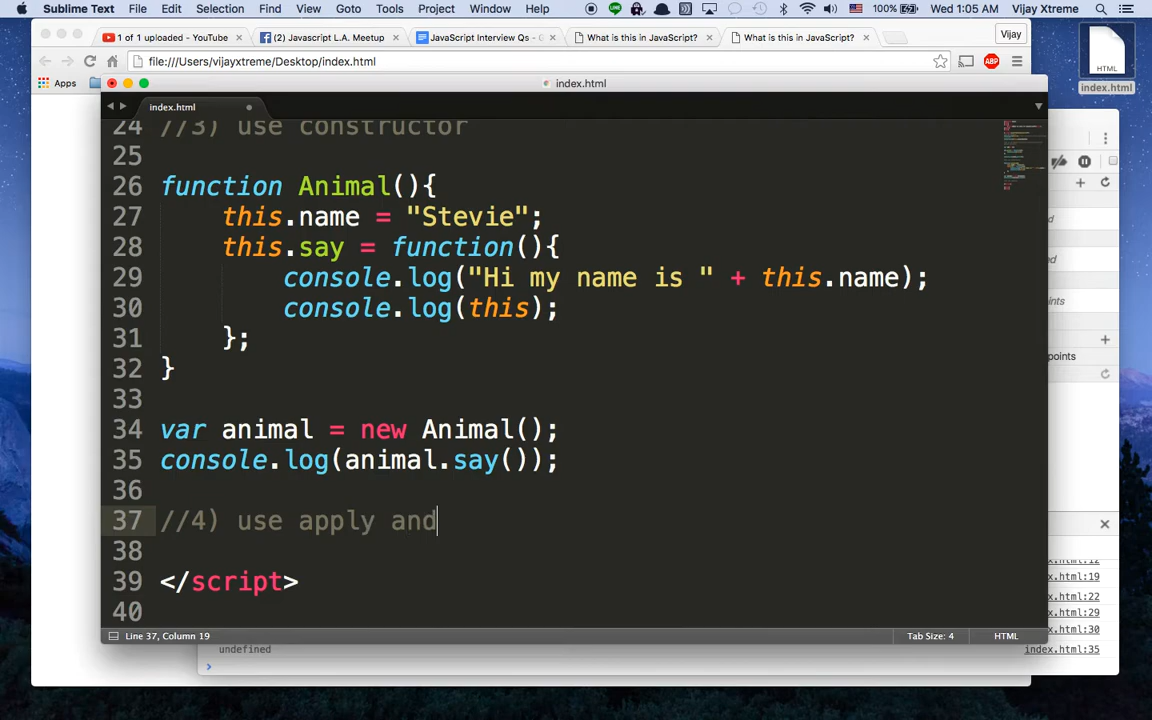 Sublime Text File Edit Selection Find View Goto Tools Project Window Help 100% Wed 1:05 AM Vijay Xtreme
1 of 1 uploaded - YouTube (2) Javascript L.A. Meetup JavaScript Interview Qs - G What is this in JavaScript? What is this in JavaScript? Vijay
file:///Users/vijayxtreme/Desktop/index.html ABP
Apps
HTML
index.html
index.html
index.html
24 //3) use constructor
25
26 function Animal(){
27 this.name = "Stevie";
28 this.say = function(){
29 console.log("Hi my name is " + this.name);
30 console.log(this);
31 };
32 }
33
34 var animal = new Animal();
35 console.log(animal.say());
36
37 //4) use apply and
38
39 </script>
40
Line 37, Column 19 Tab Size: 4 HTML
points
x.html:12
x.html:19
x.html:22
x.html:29
x.html:30
undefined index.html:35
>